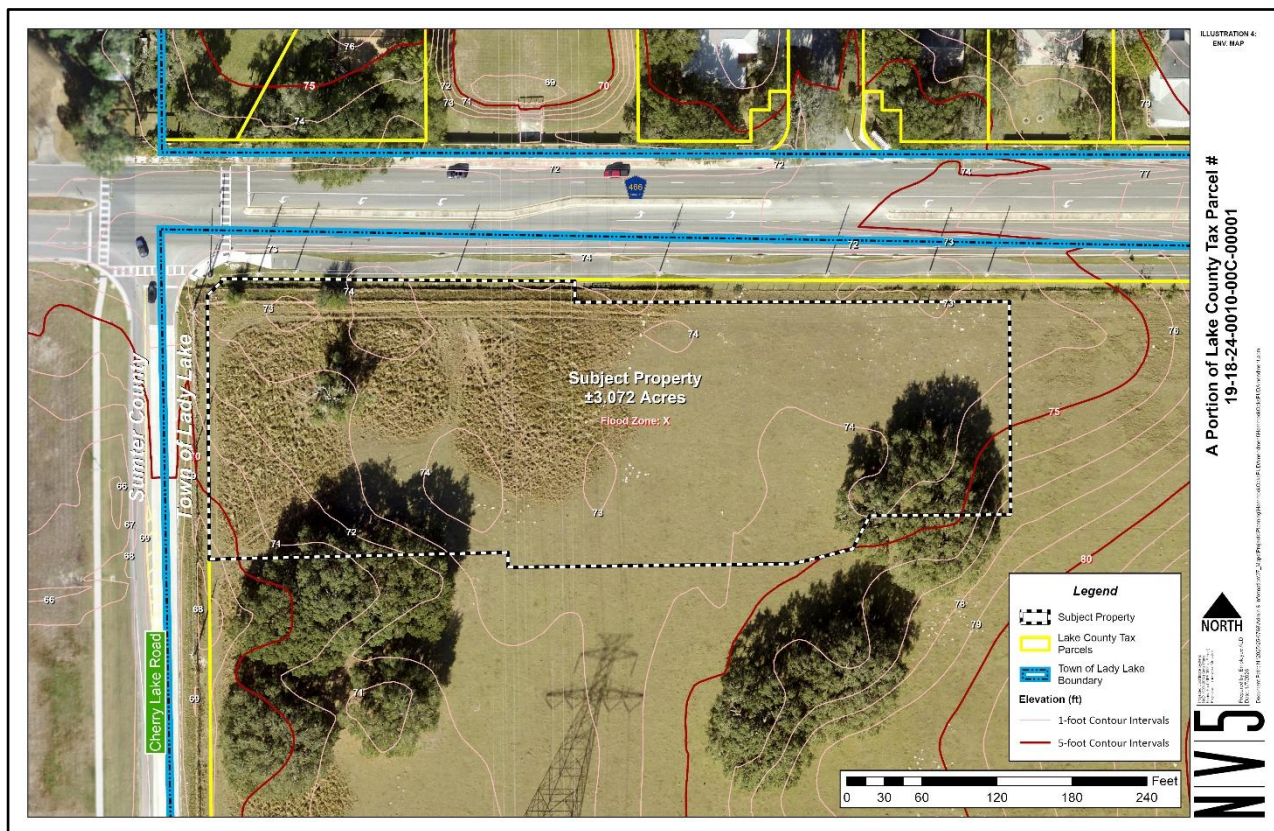 ILLUSTRATION 4:
ENV. MAP
A Portion of Lake County Tax Parcel #
19-18-24-0010-00C-00001
76
75
74
72
73
71
69
70
79
72
72
466
74
77
73
74
72
73
74
73
74
73
76
Subject Property
±3.072 Acres
Flood Zone: X
75
74
74
73
72
71
Sumter County
Town of Lady Lake
66
67
69
68
66
68
69
71
80
78
79
Cherry Lake Road
Legend
Subject Property
Lake County Tax
Parcels
Town of Lady Lake
Boundary
Elevation (ft)
1-foot Contour Intervals
5-foot Contour Intervals
Feet
0 30 60 120 180 240
NORTH
N|V|5